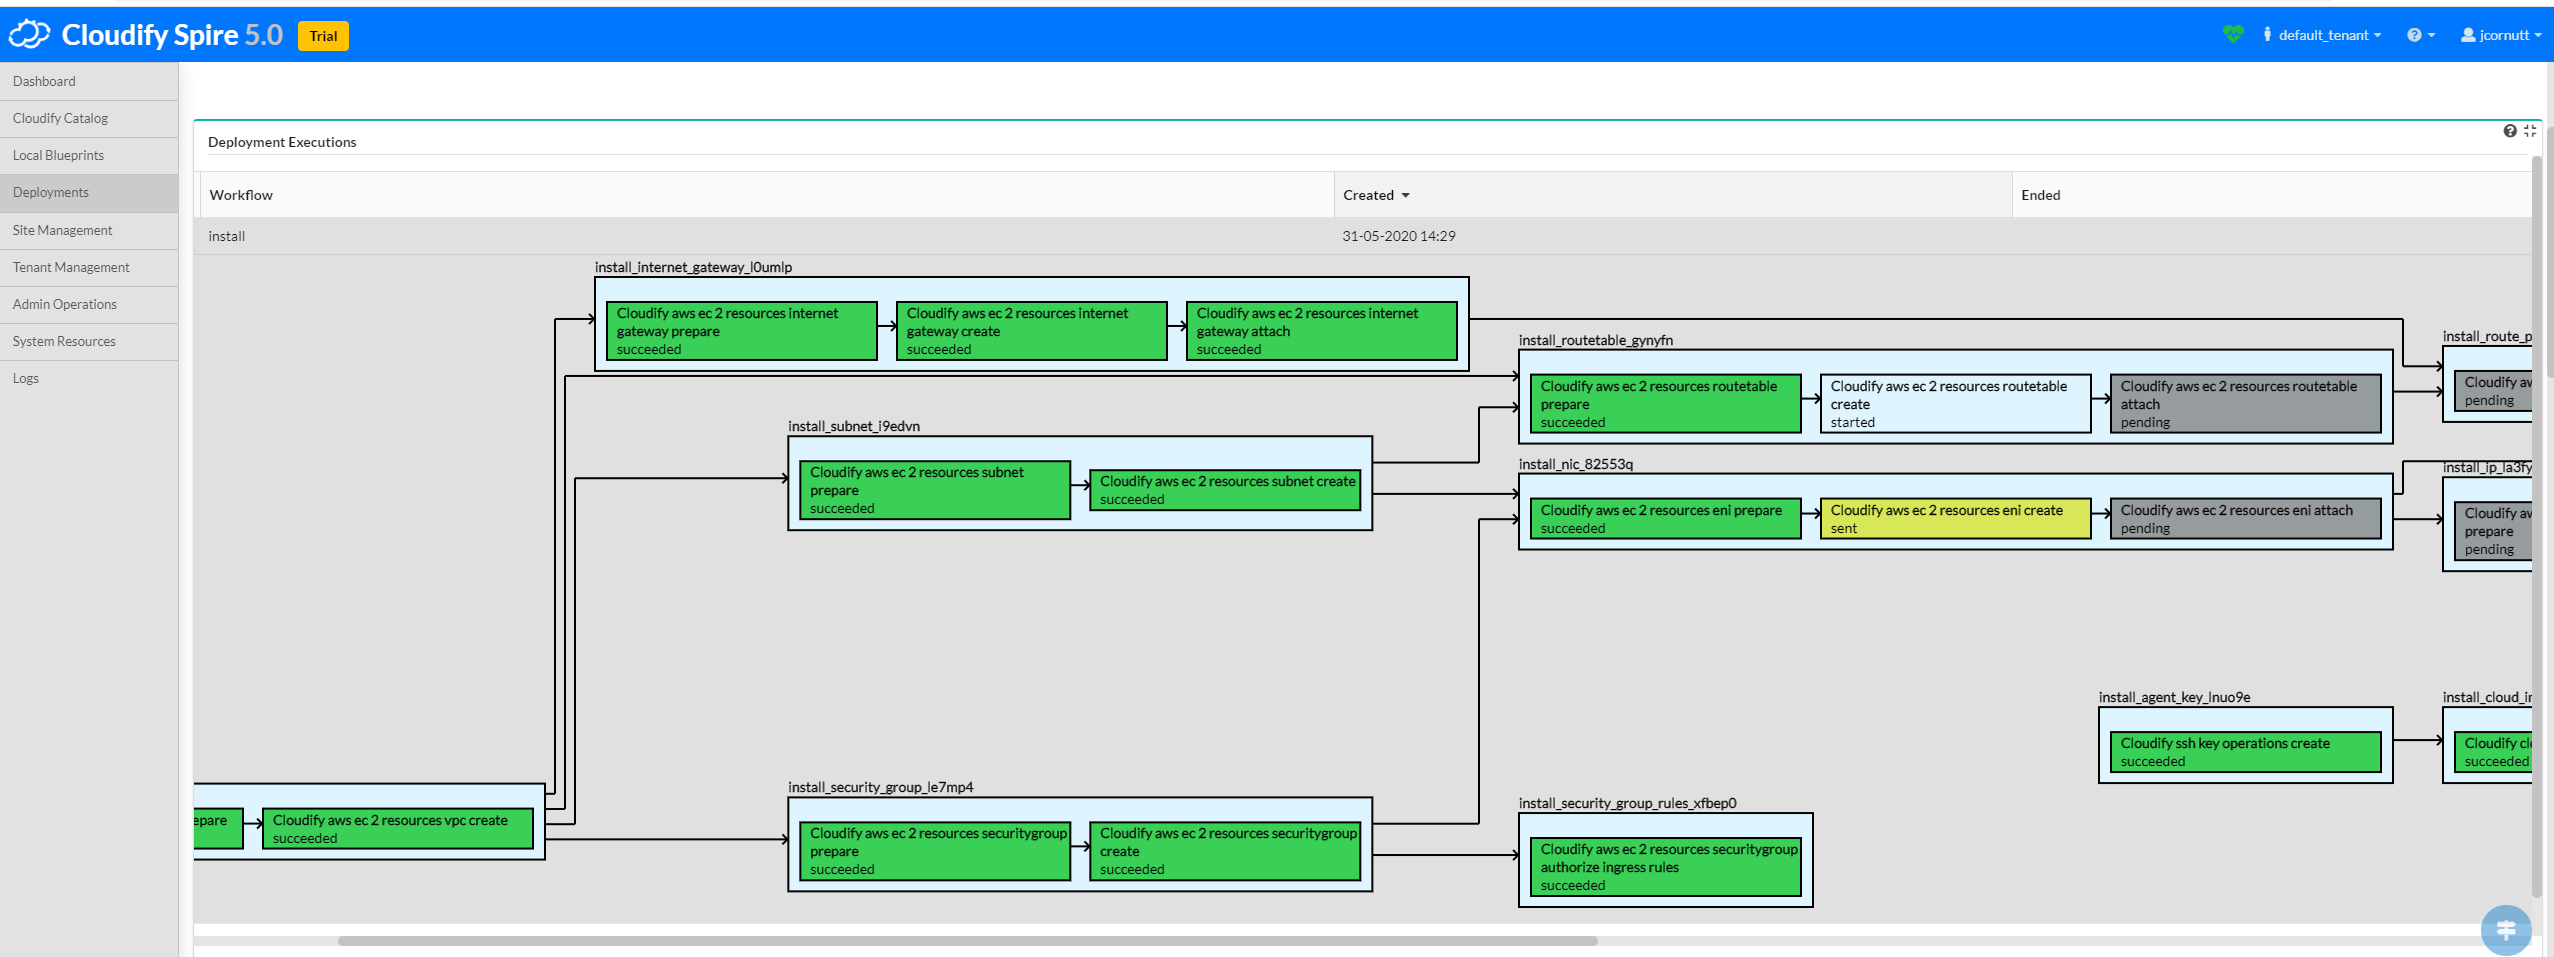 Cloudify Spire 5.0 Trial
default_tenant
jcornutt
Dashboard
Cloudify Catalog
Local Blueprints
Deployments
Site Management
Tenant Management
Admin Operations
System Resources
Logs
Deployment Executions
Workflow
Created
Ended
install
31-05-2020 14:29
install_internet_gateway_l0umlp
Cloudify aws ec 2 resources internet
gateway prepare
succeeded
Cloudify aws ec 2 resources internet
gateway create
succeeded
Cloudify aws ec 2 resources internet
gateway attach
succeeded
install_routetable_gynyfn
Cloudify aws ec 2 resources routetable
prepare
succeeded
Cloudify aws ec 2 resources routetable
create
started
Cloudify aws ec 2 resources routetable
attach
pending
install_route_p
Cloudify aw
pending
install_subnet_i9edvn
Cloudify aws ec 2 resources subnet
prepare
succeeded
Cloudify aws ec 2 resources subnet create
succeeded
install_nic_82553q
Cloudify aws ec 2 resources eni prepare
succeeded
Cloudify aws ec 2 resources eni create
sent
Cloudify aws ec 2 resources eni attach
pending
install_ip_la3fy
Cloudify aw
prepare
pending
install_agent_key_lnuo9e
Cloudify ssh key operations create
succeeded
install_cloud_in
Cloudify cl
succeeded
epare
Cloudify aws ec 2 resources vpc create
succeeded
install_security_group_le7mp4
Cloudify aws ec 2 resources securitygroup
prepare
succeeded
Cloudify aws ec 2 resources securitygroup
create
succeeded
install_security_group_rules_xfbep0
Cloudify aws ec 2 resources securitygroup
authorize ingress rules
succeeded